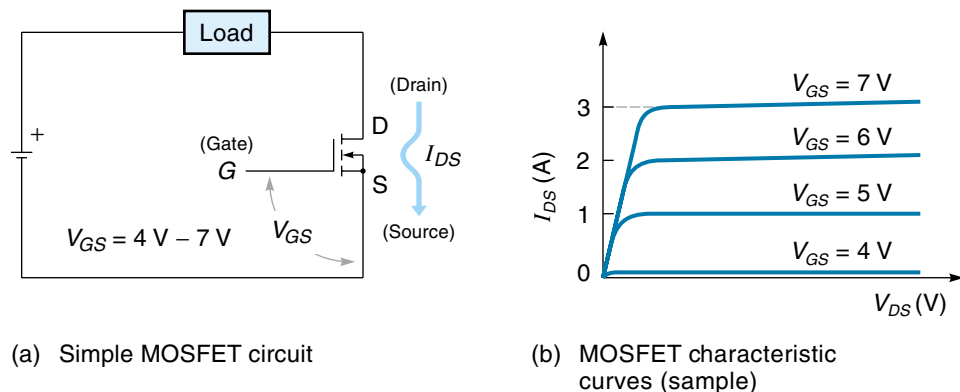 Load
(Drain)
+
D
(Gate)
G
I_DS
S
V_GS
(Source)
V_GS = 4 V – 7 V
(a) Simple MOSFET circuit
I_DS (A)
3
2
1
0
V_GS = 7 V
V_GS = 6 V
V_GS = 5 V
V_GS = 4 V
V_DS (V)
(b) MOSFET characteristic
curves (sample)